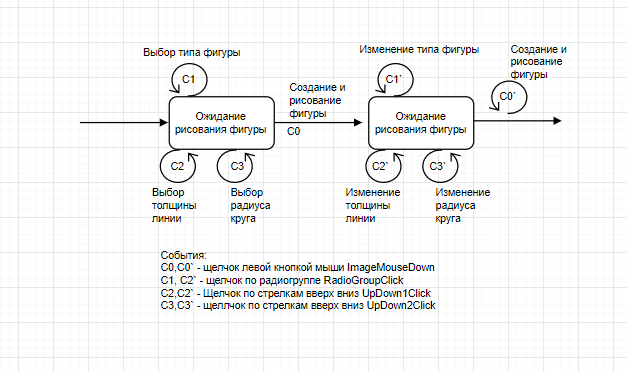 Выбор типа фигуры
C1
Ожидание
рисования фигуры
C2
C3
Выбор
толщины
линии
Выбор
радиуса
круга
Создание и
рисование
фигуры
C0
Изменение типа фигуры
C1`
Ожидание
рисования фигуры
C2`
C3`
Изменение
толщины
линии
Изменение
радиуса
круга
Создание и
рисование
фигуры
C0`
События:
C0,C0` - щелчок левой кнопкой мыши ImageMouseDown
C1, C2` - щелчок по радиогруппе RadioGroupClick
C2,C2` - Щелчок по стрелкам вверх вниз UpDown1Click
C3,C3` - щеллчок по стрелкам вверх вниз UpDown2Click